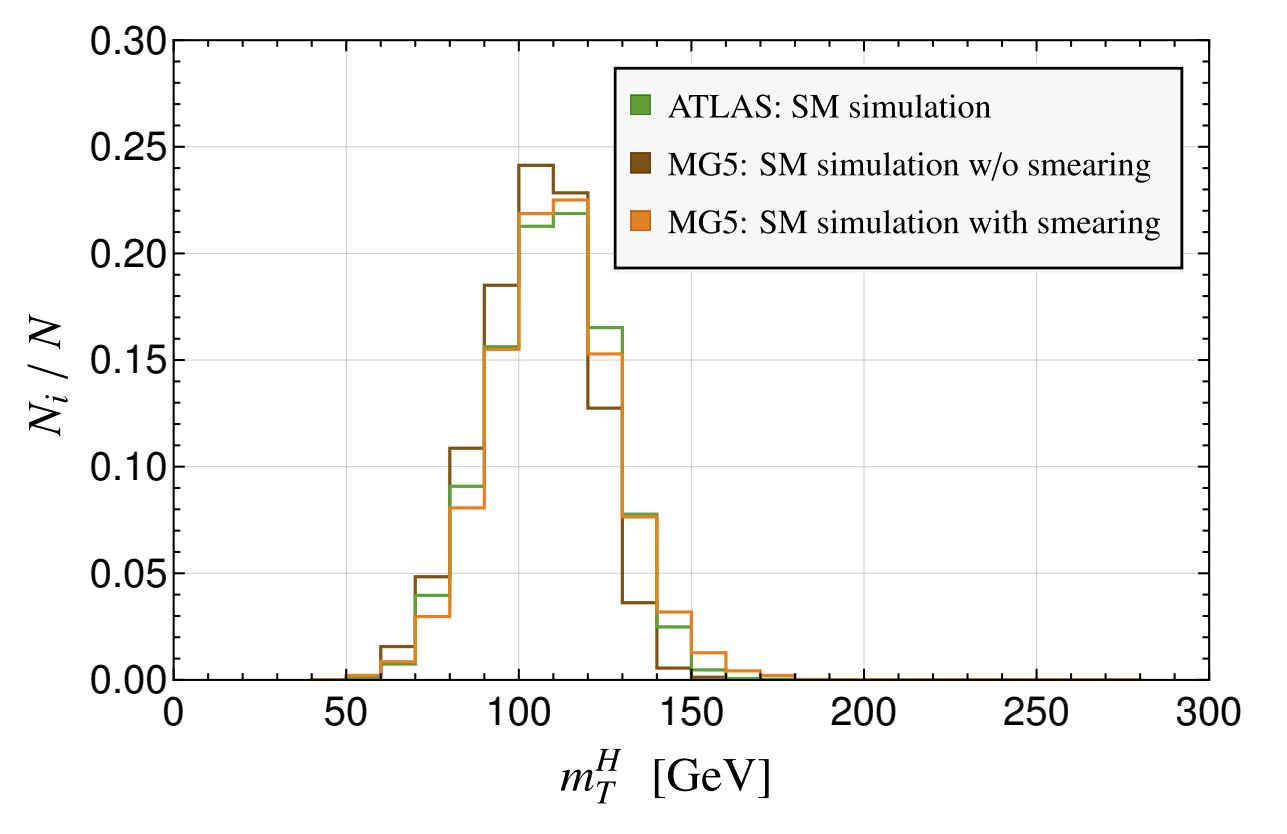 0.30
0.25
0.20
0.15
0.10
0.05
0.00
N_i / N
ATLAS: SM simulation
MG5: SM simulation w/o smearing
MG5: SM simulation with smearing
0 50 100 150 200 250 300
m_T^H [GeV]